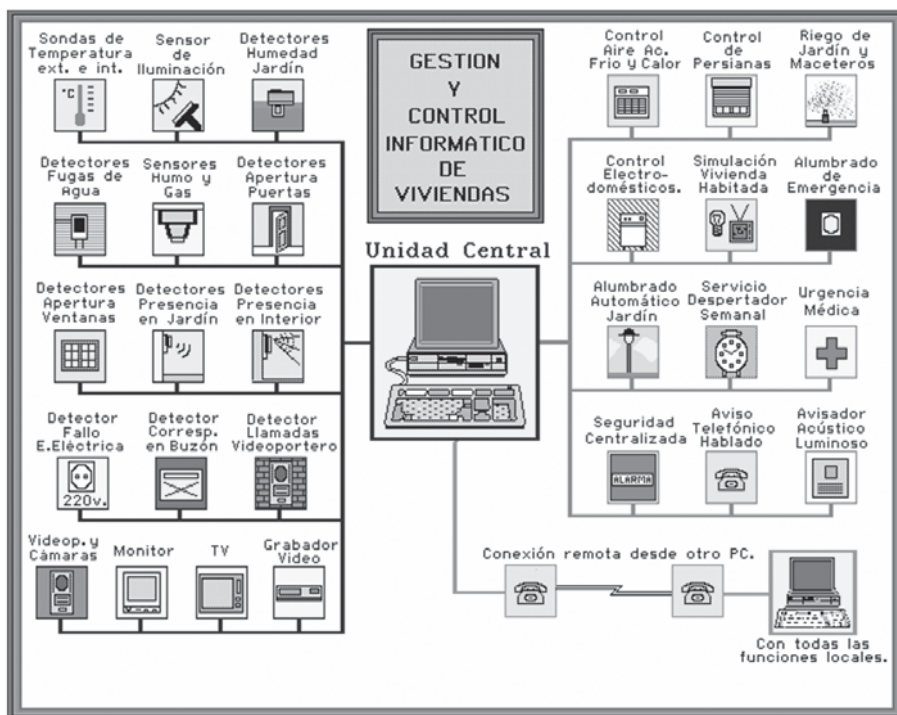 Sondas de
Temperatura
ext. e int.
Sensor
de
Iluminación
Detectores
Humedad
Jardín
°C
GESTION
Y
CONTROL
INFORMATICO
DE
VIVIENDAS
Control
Aire Ac.
Frio y Calor
Control
de
Persianas
Riego de
Jardín y
Maceteros
Detectores
Fugas de
Agua
Sensores
Humo y
Gas
Detectores
Apertura
Puertas
Control
Electro-
domésticos.
Simulación
Vivienda
Habitada
Alumbrado
de
Emergencia
Unidad Central
Detectores
Apertura
Ventanas
Detectores
Presencia
en Jardín
Detectores
Presencia
en Interior
Alumbrado
Automático
Jardín
Servicio
Despertador
Semanal
Urgencia
Médica
Detector
Fallo
E.Eléctrica
220v.
Detector
Corresp.
en Buzón
Detector
Llamadas
Videoportero
Seguridad
Centralizada
ALARMA
Aviso
Telefónico
Hablado
Avisador
Acústico
Luminoso
Videop. y
Cámaras
Monitor
TV
Grabador
Video
Conexión remota desde otro PC.
Con todas las
funciones locales.